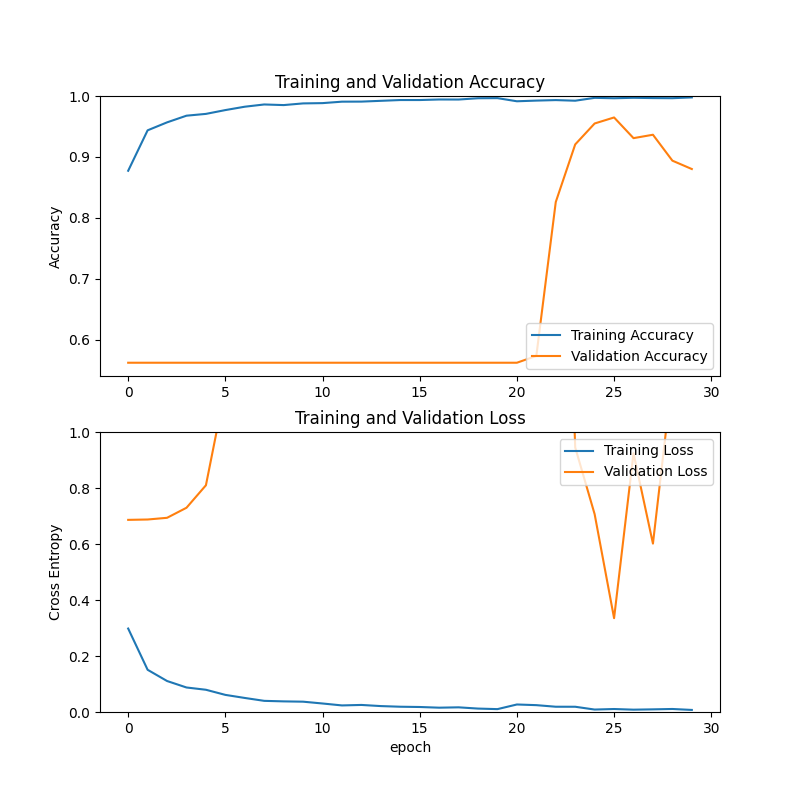 Training and Validation Accuracy
Accuracy
1.0
0.9
0.8
0.7
0.6
Training Accuracy
Validation Accuracy
0 5 10 15 20 25 30
Training and Validation Loss
Cross Entropy
1.0
0.8
0.6
0.4
0.2
0.0
Training Loss
Validation Loss
0 5 10 15 20 25 30
epoch